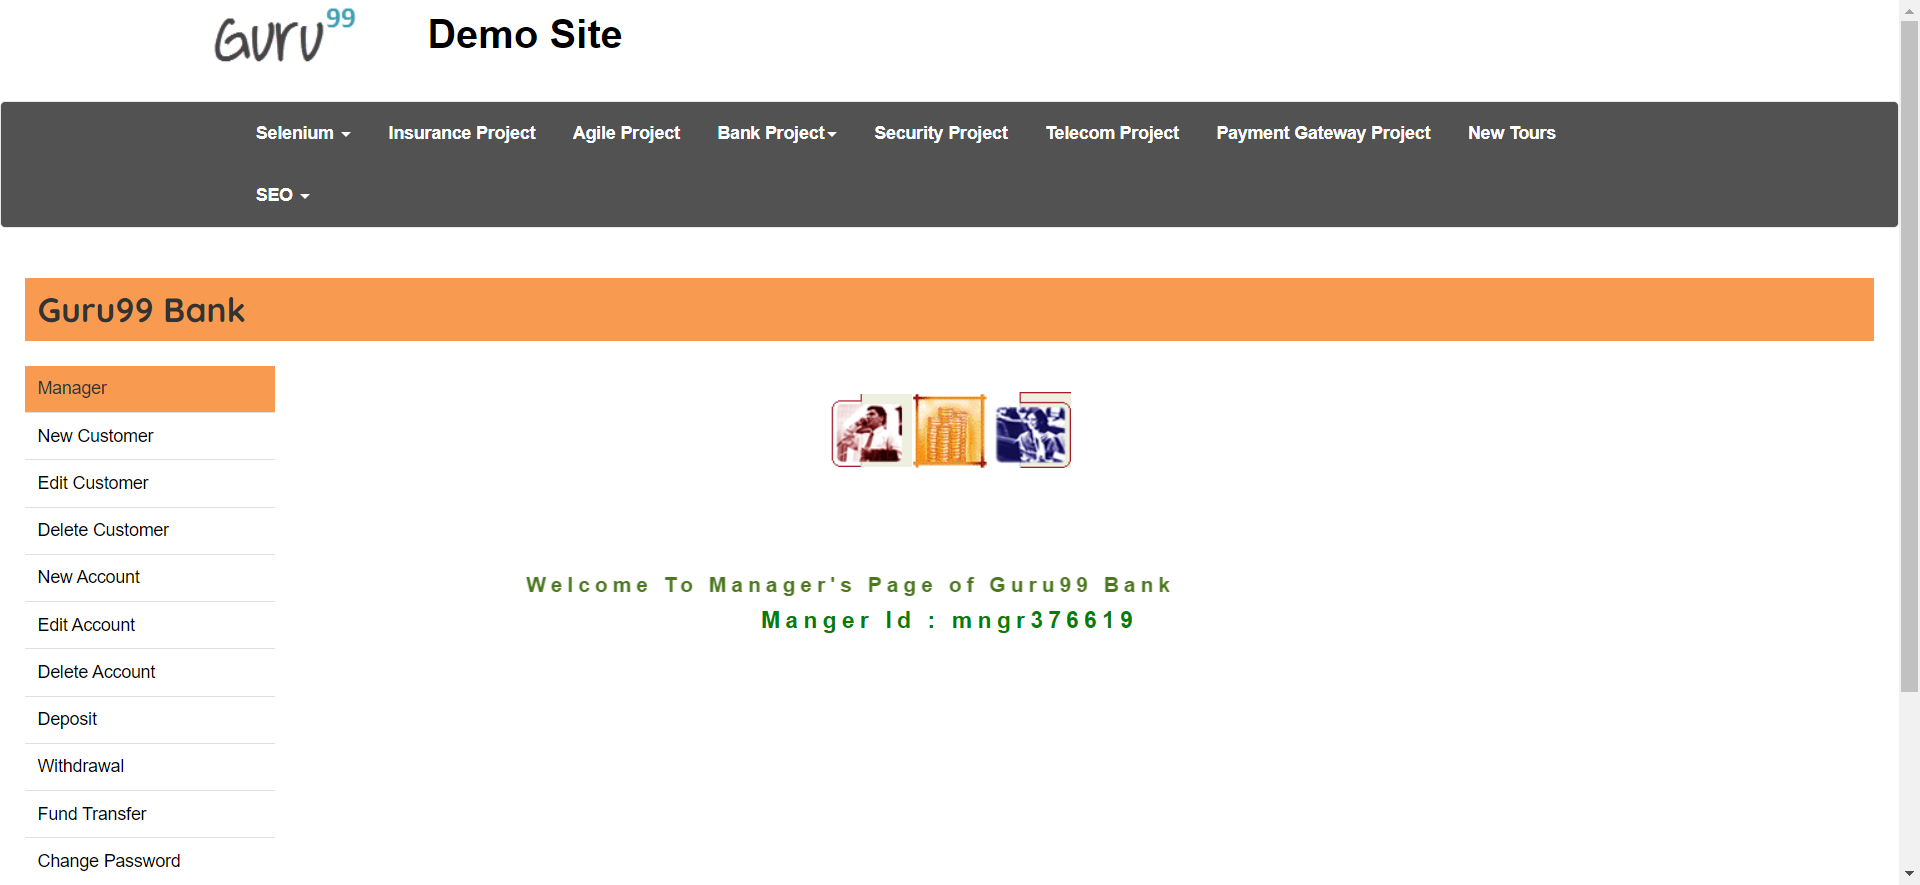 Guru99 Demo Site
Selenium Insurance Project Agile Project Bank Project Security Project Telecom Project Payment Gateway Project New Tours
SEO
Guru99 Bank
Manager
New Customer
Edit Customer
Delete Customer
New Account
Edit Account
Delete Account
Deposit
Withdrawal
Fund Transfer
Change Password
Welcome To Manager's Page of Guru99 Bank
Manger Id : mngr376619